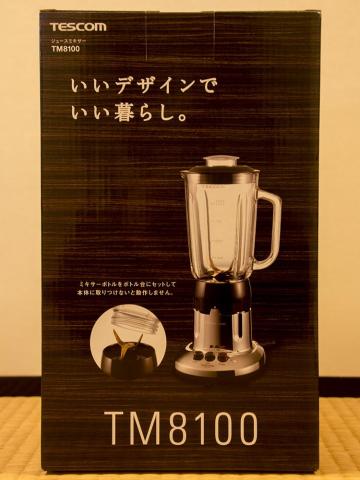 TESCOM
ジュースミキサー
TM8100
いいデザインで
いい暮らし。
ミキサーボトルをボトル台にセットして
本体に取りつけないと動作しません。
TM8100